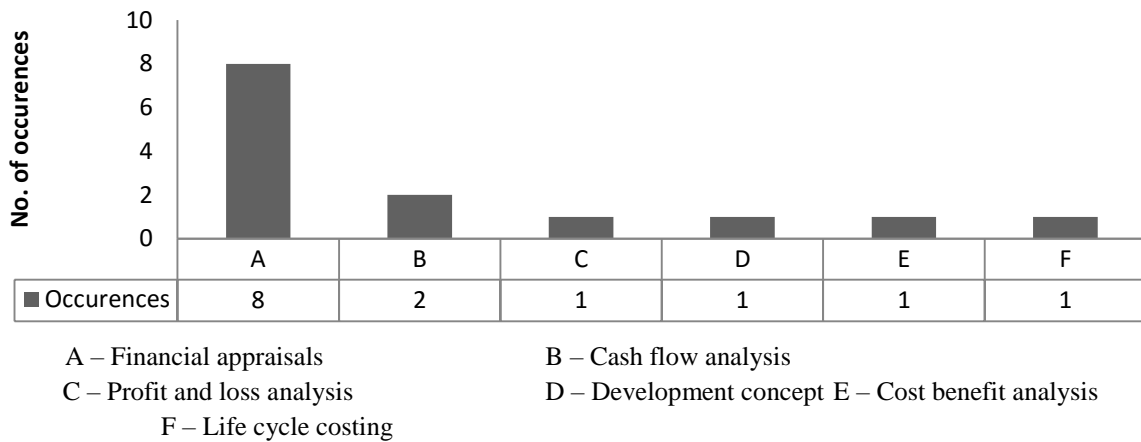 No. of occurences
10
8
6
4
2
0
A B C D E F
Occurences 8 2 1 1 1 1
A – Financial appraisals B – Cash flow analysis
C – Profit and loss analysis D – Development concept E – Cost benefit analysis
F – Life cycle costing